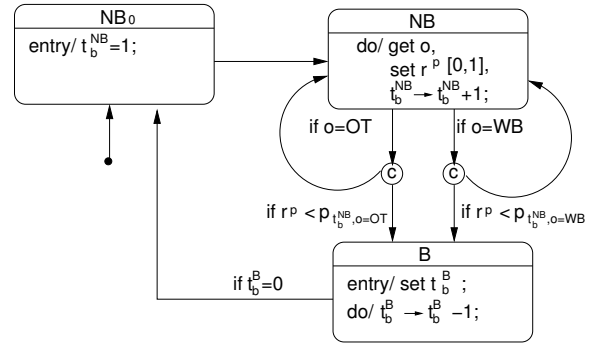 NB₀
entry/ t_b^NB=1;
NB
do/ get o,
set r^p [0,1],
t_b^NB → t_b^NB +1;
if o=OT
if o=WB
c
c
if r^p < p_{t_b^NB,o=OT}
if r^p < p_{t_b^NB,o=WB}
B
entry/ set t_b^B ;
do/ t_b^B → t_b^B −1;
if t_b^B=0